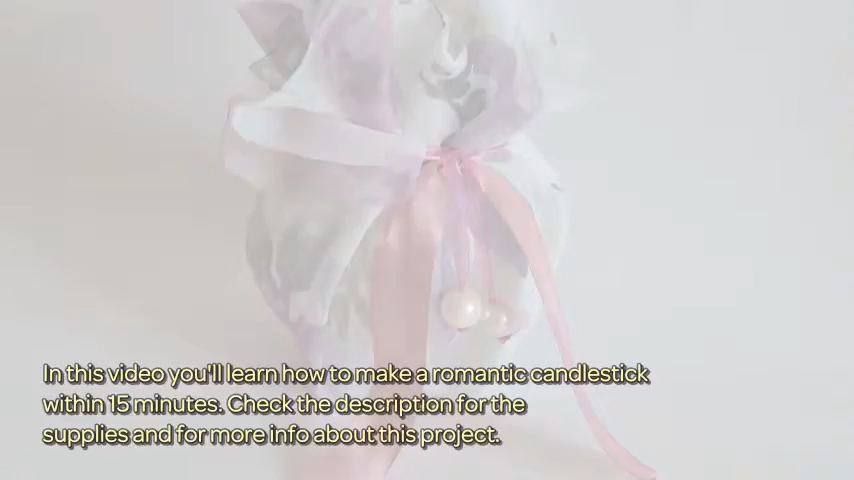 In this video you'll learn how to make a romantic candlestick
within 15 minutes. Check the description for the
supplies and for more info about this project.